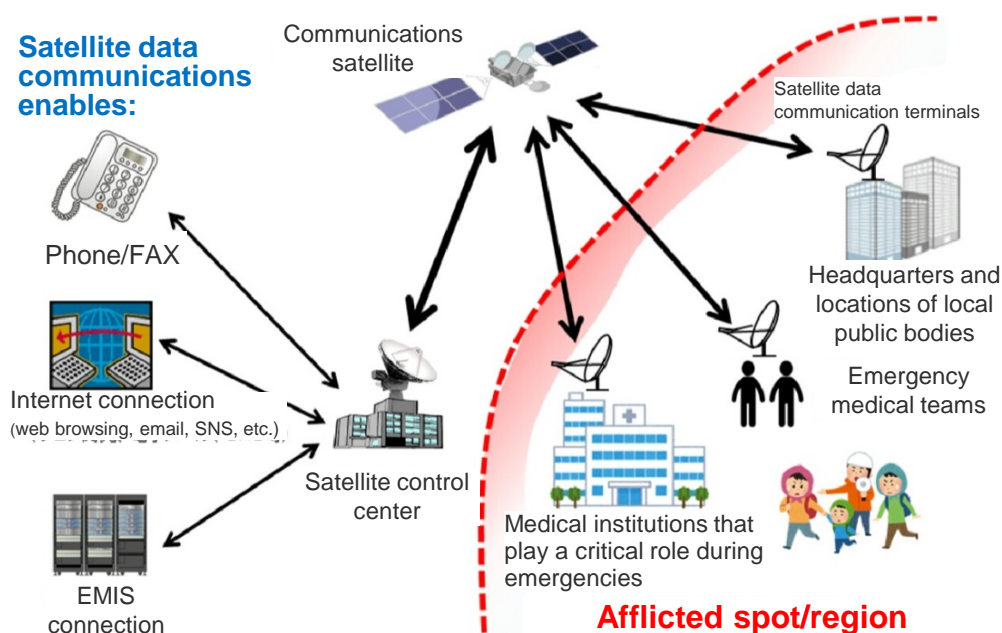 Satellite data
communications
enables:
Communications
satellite
Satellite data
communication terminals
Phone/FAX
Headquarters and
locations of local
public bodies
Internet connection
(web browsing, email, SNS, etc.)
Emergency
medical teams
Satellite control
center
Medical institutions that
play a critical role during
emergencies
EMIS
connection
Afflicted spot/region